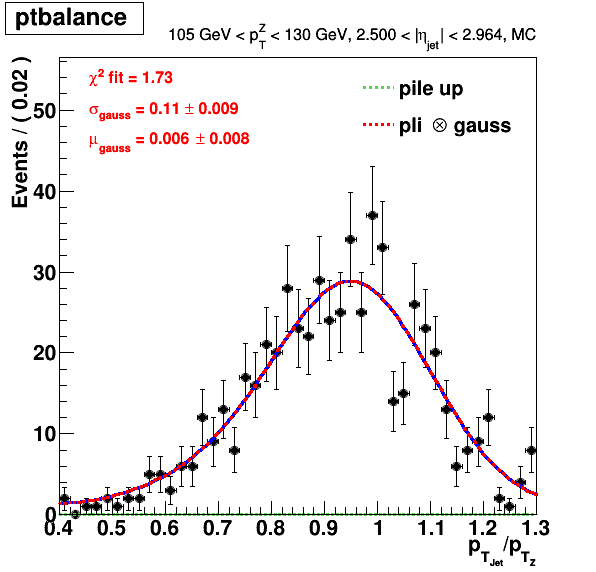 ptbalance
105 GeV < p_T^Z < 130 GeV, 2.500 < |η_jet| < 2.964, MC
χ² fit = 1.73
σ_gauss = 0.11 ± 0.009
μ_gauss = 0.006 ± 0.008
pile up
pli ⊗ gauss
Events / ( 0.02 )
50
40
30
20
10
0
0.4 0.5 0.6 0.7 0.8 0.9 1 1.1 1.2 1.3
p_T_Jet/p_T_Z